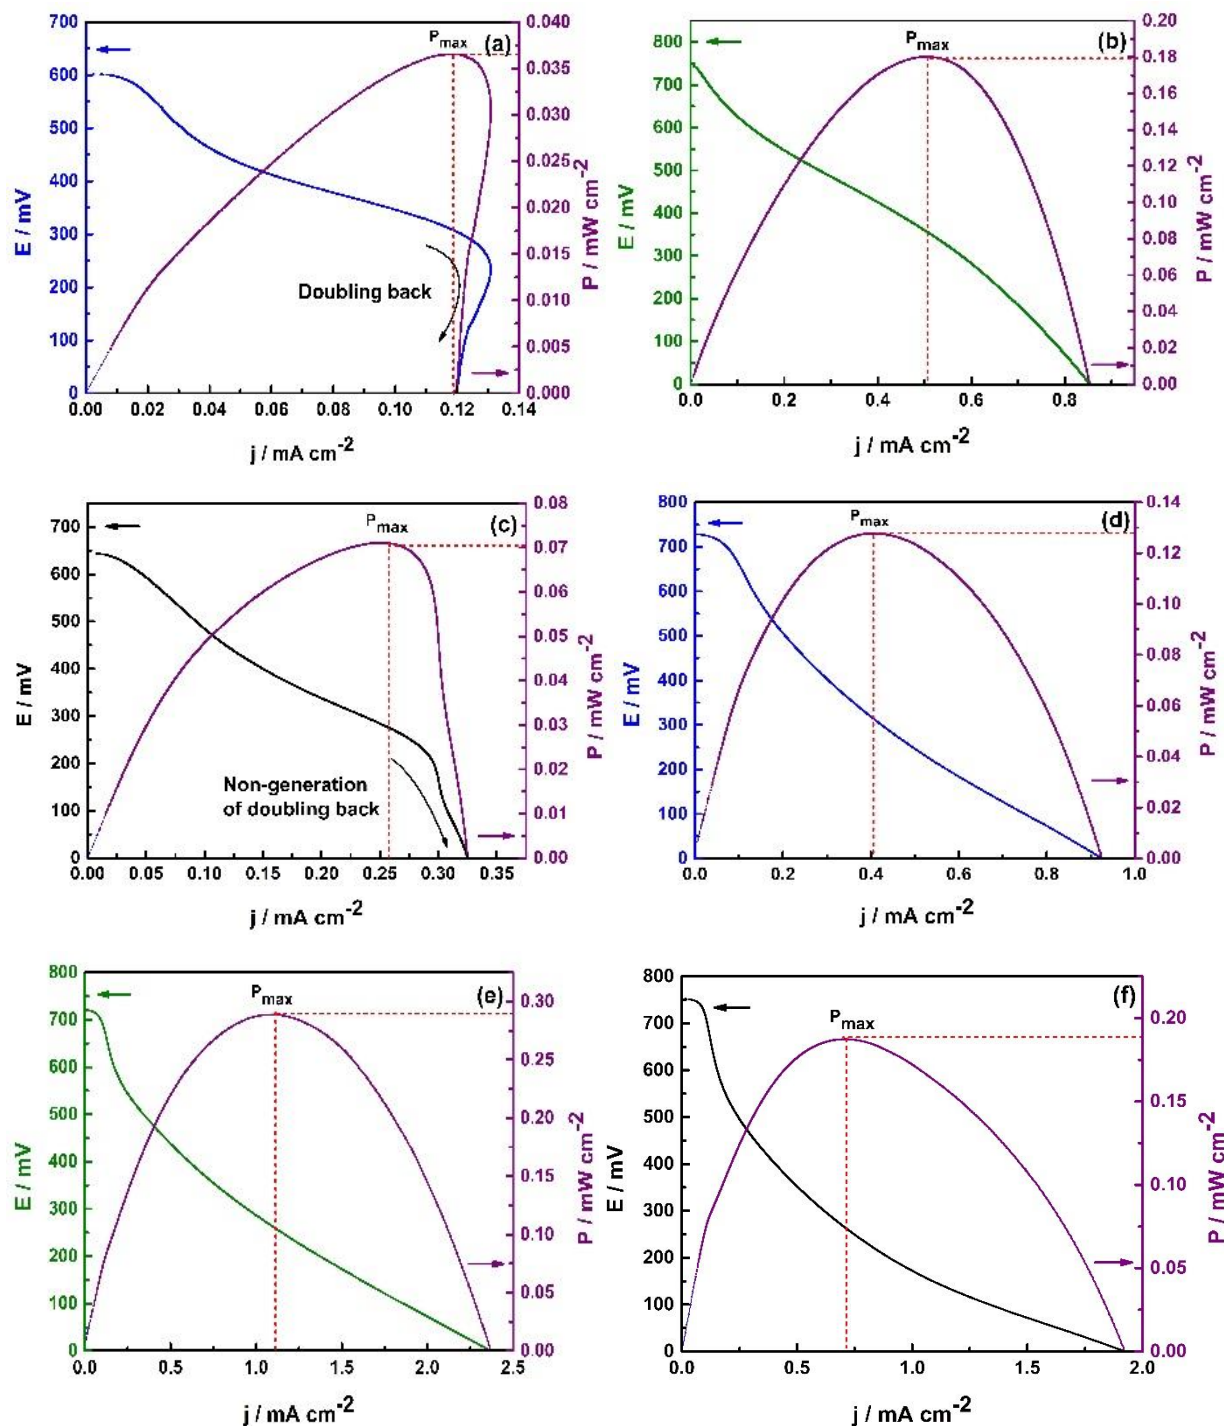 (a)
P_max
E / mV
700
600
500
400
300
200
100
0
Doubling back
0.00 0.02 0.04 0.06 0.08 0.10 0.12 0.14
j / mA cm⁻²
0.040
0.035
0.030
0.025
0.020
0.015
0.010
0.005
0.000
P / mW cm⁻²
(b)
P_max
E / mV
800
750
700
650
600
550
500
450
400
350
300
250
200
150
100
50
0
0.0 0.2 0.4 0.6 0.8
j / mA cm⁻²
0.20
0.18
0.16
0.14
0.12
0.10
0.08
0.06
0.04
0.02
0.00
P / mW cm⁻²
(c)
P_max
E / mV
700
600
500
400
300
200
100
0
Non-generation
of doubling back
0.00 0.05 0.10 0.15 0.20 0.25 0.30 0.35
j / mA cm⁻²
0.08
0.07
0.06
0.05
0.04
0.03
0.02
0.01
0.00
P / mW cm⁻²
(d)
P_max
E / mV
800
700
600
500
400
300
200
100
0
0.0 0.2 0.4 0.6 0.8 1.0
j / mA cm⁻²
0.14
0.12
0.10
0.08
0.06
0.04
0.02
0.00
P / mW cm⁻²
(e)
P_max
E / mV
800
700
600
500
400
300
200
100
0
0.0 0.5 1.0 1.5 2.0 2.5
j / mA cm⁻²
0.30
0.25
0.20
0.15
0.10
0.05
0.00
P / mW cm⁻²
(f)
P_max
E / mV
800
700
600
500
400
300
200
100
0
0.0 0.5 1.0 1.5 2.0
j / mA cm⁻²
0.20
0.15
0.10
0.05
0.00
P / mW cm⁻²